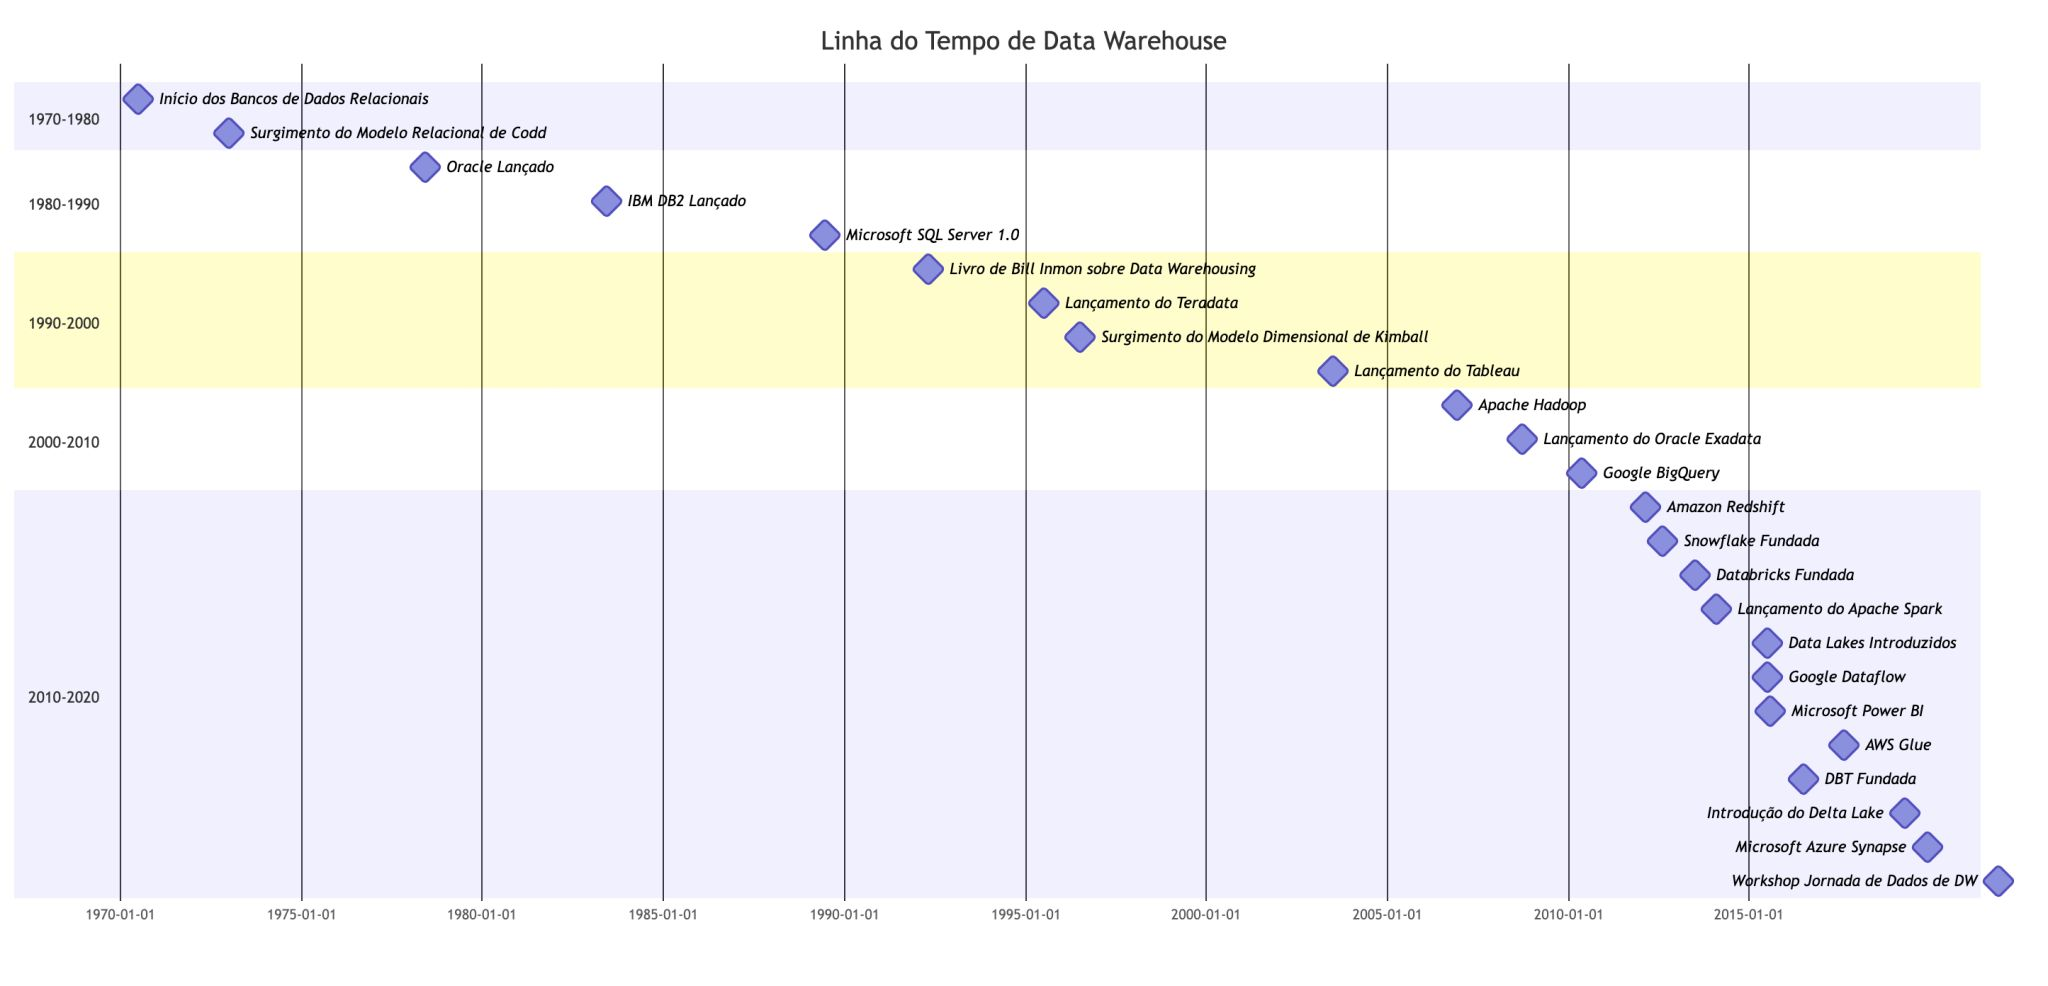 Linha do Tempo de Data Warehouse
1970-1980
Início dos Bancos de Dados Relacionais
Surgimento do Modelo Relacional de Codd
1980-1990
Oracle Lançado
IBM DB2 Lançado
Microsoft SQL Server 1.0
1990-2000
Livro de Bill Inmon sobre Data Warehousing
Lançamento do Teradata
Surgimento do Modelo Dimensional de Kimball
Lançamento do Tableau
2000-2010
Apache Hadoop
Lançamento do Oracle Exadata
Google BigQuery
2010-2020
Amazon Redshift
Snowflake Fundada
Databricks Fundada
Lançamento do Apache Spark
Data Lakes Introduzidos
Google Dataflow
Microsoft Power BI
AWS Glue
DBT Fundada
Introdução do Delta Lake
Microsoft Azure Synapse
Workshop Jornada de Dados de DW
1970-01-01 1975-01-01 1980-01-01 1985-01-01 1990-01-01 1995-01-01 2000-01-01 2005-01-01 2010-01-01 2015-01-01